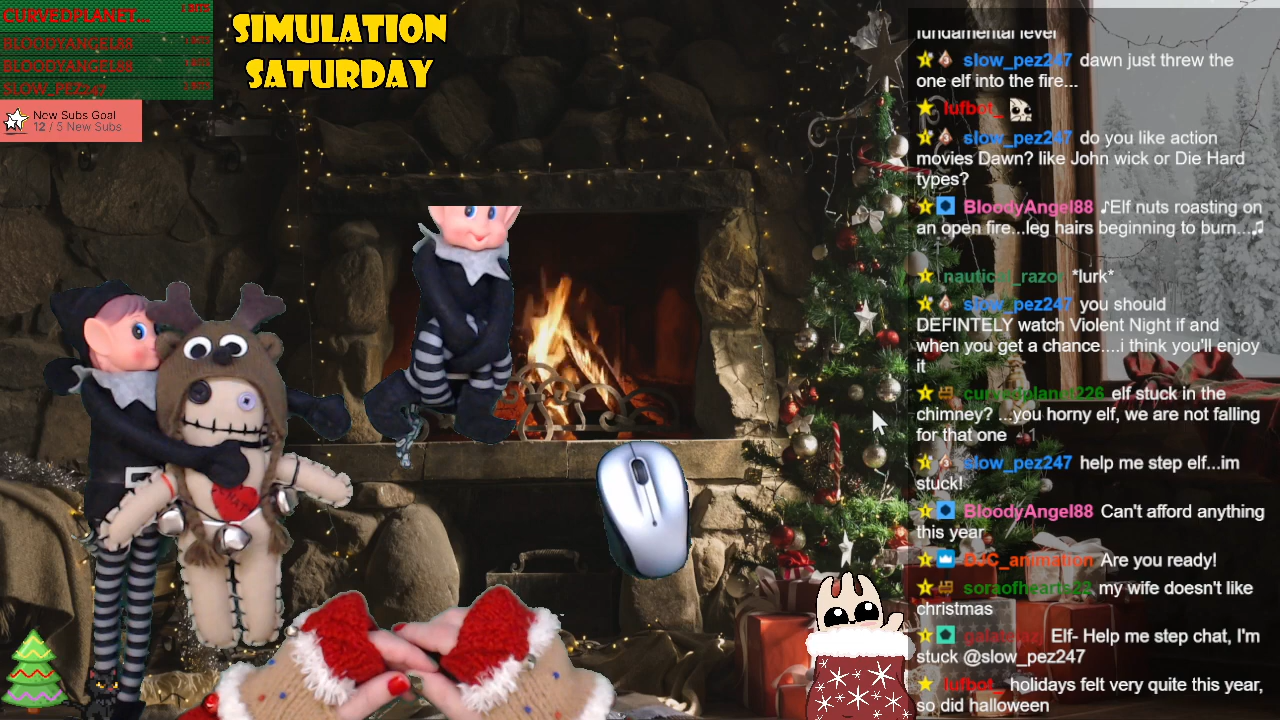 CURVEDPLANET...
BLOODYANGEL88
BLOODYANGEL88
SLOW_PEZ247
New Subs Goal
12 / 5 New Subs
SIMULATION
SATURDAY
fundamental level
slow_pez247 dawn just threw the
one elf into the fire...
lufbot_
slow_pez247 do you like action
movies Dawn? like John wick or Die Hard
types?
BloodyAngel88 ♪Elf nuts roasting on
an open fire...leg hairs beginning to burn...♫
nautical_razor *lurk*
slow_pez247 you should
DEFINTELY watch Violent Night if and
when you get a chance....i think you'll enjoy
it
curvedplanet226 elf stuck in the
chimney? ...you horny elf, we are not falling
for that one
slow_pez247 help me step elf...im
stuck!
BloodyAngel88 Can't afford anything
this year
DJC_animation Are you ready!
soraofhearts22 my wife doesn't like
christmas
Elf- Help me step chat, I'm
stuck @slow_pez247
lufbot_ holidays felt very quite this year,
so did halloween